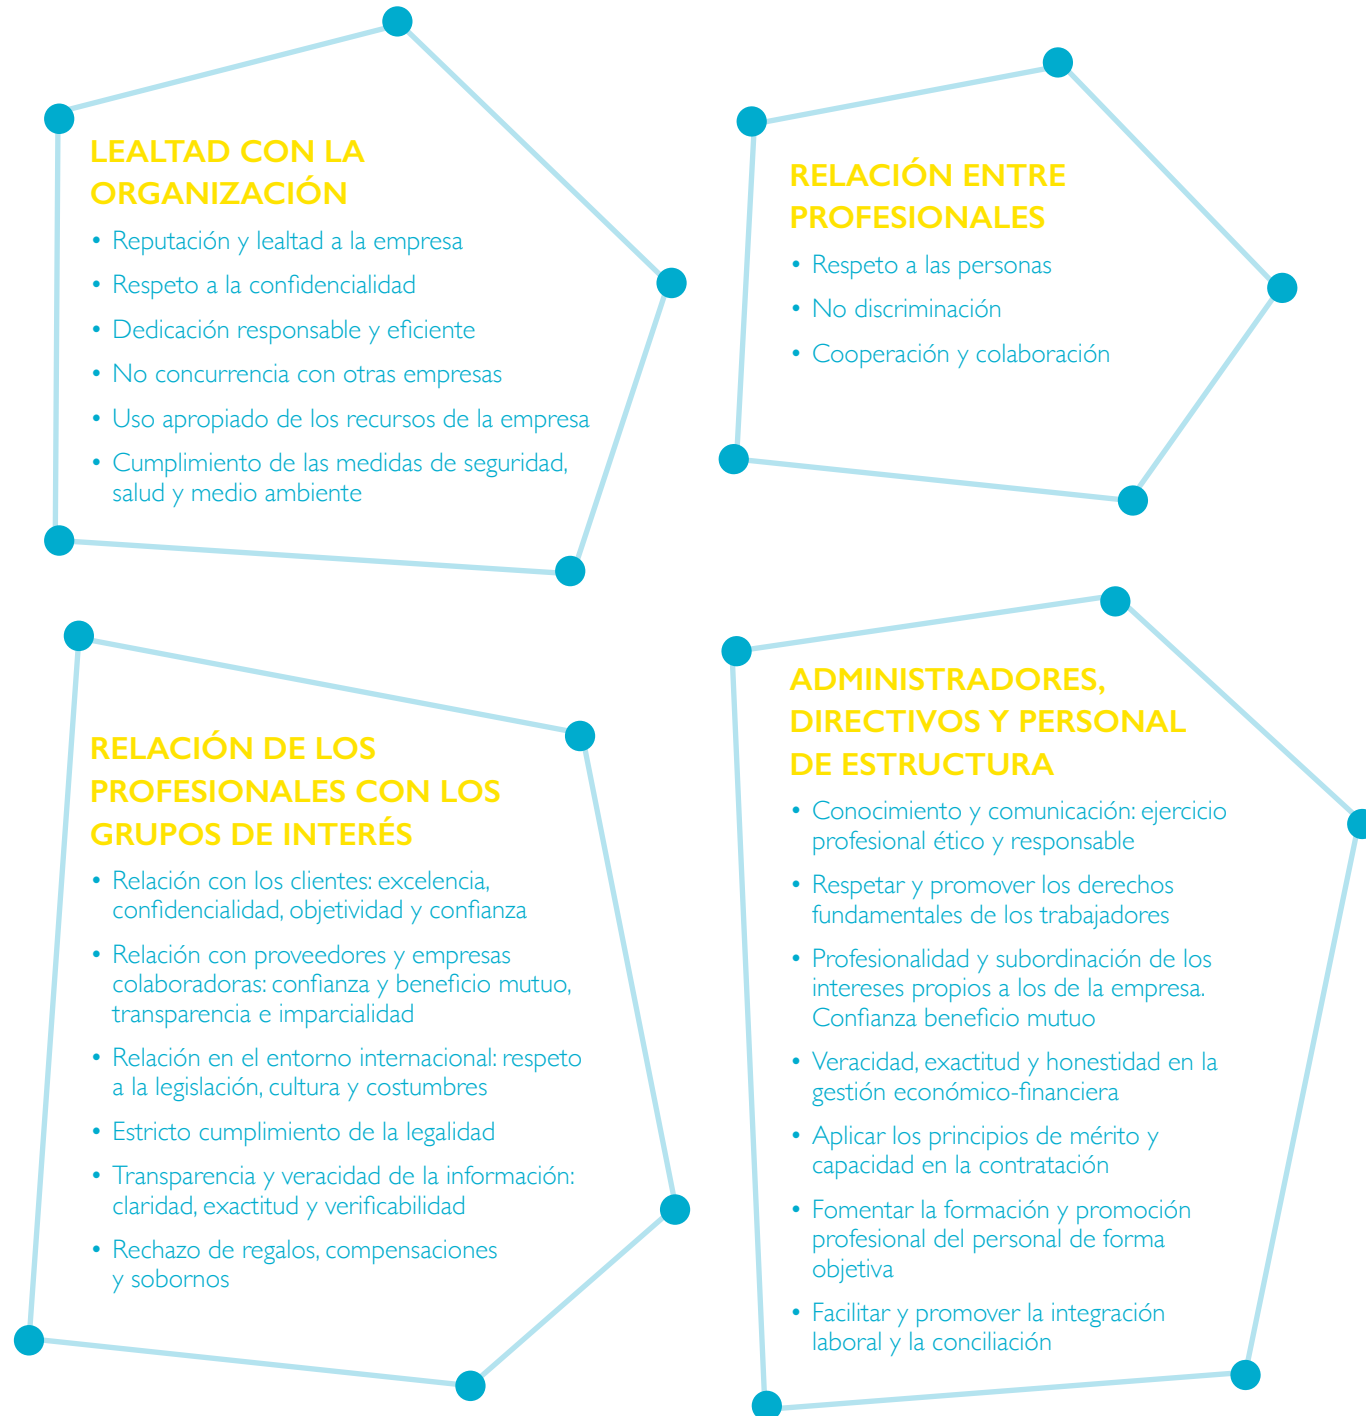 LEALTAD CON LA
ORGANIZACIÓN
• Reputación y lealtad a la empresa
• Respeto a la confidencialidad
• Dedicación responsable y eficiente
• No concurrencia con otras empresas
• Uso apropiado de los recursos de la empresa
• Cumplimiento de las medidas de seguridad,
salud y medio ambiente
RELACIÓN ENTRE
PROFESIONALES
• Respeto a las personas
• No discriminación
• Cooperación y colaboración
RELACIÓN DE LOS
PROFESIONALES CON LOS
GRUPOS DE INTERÉS
• Relación con los clientes: excelencia,
confidencialidad, objetividad y confianza
• Relación con proveedores y empresas
colaboradoras: confianza y beneficio mutuo,
transparencia e imparcialidad
• Relación en el entorno internacional: respeto
a la legislación, cultura y costumbres
• Estricto cumplimiento de la legalidad
• Transparencia y veracidad de la información:
claridad, exactitud y verificabilidad
• Rechazo de regalos, compensaciones
y sobornos
ADMINISTRADORES,
DIRECTIVOS Y PERSONAL
DE ESTRUCTURA
• Conocimiento y comunicación: ejercicio
profesional ético y responsable
• Respetar y promover los derechos
fundamentales de los trabajadores
• Profesionalidad y subordinación de los
intereses propios a los de la empresa.
Confianza beneficio mutuo
• Veracidad, exactitud y honestidad en la
gestión económico-financiera
• Aplicar los principios de mérito y
capacidad en la contratación
• Fomentar la formación y promoción
profesional del personal de forma
objetiva
• Facilitar y promover la integración
laboral y la conciliación